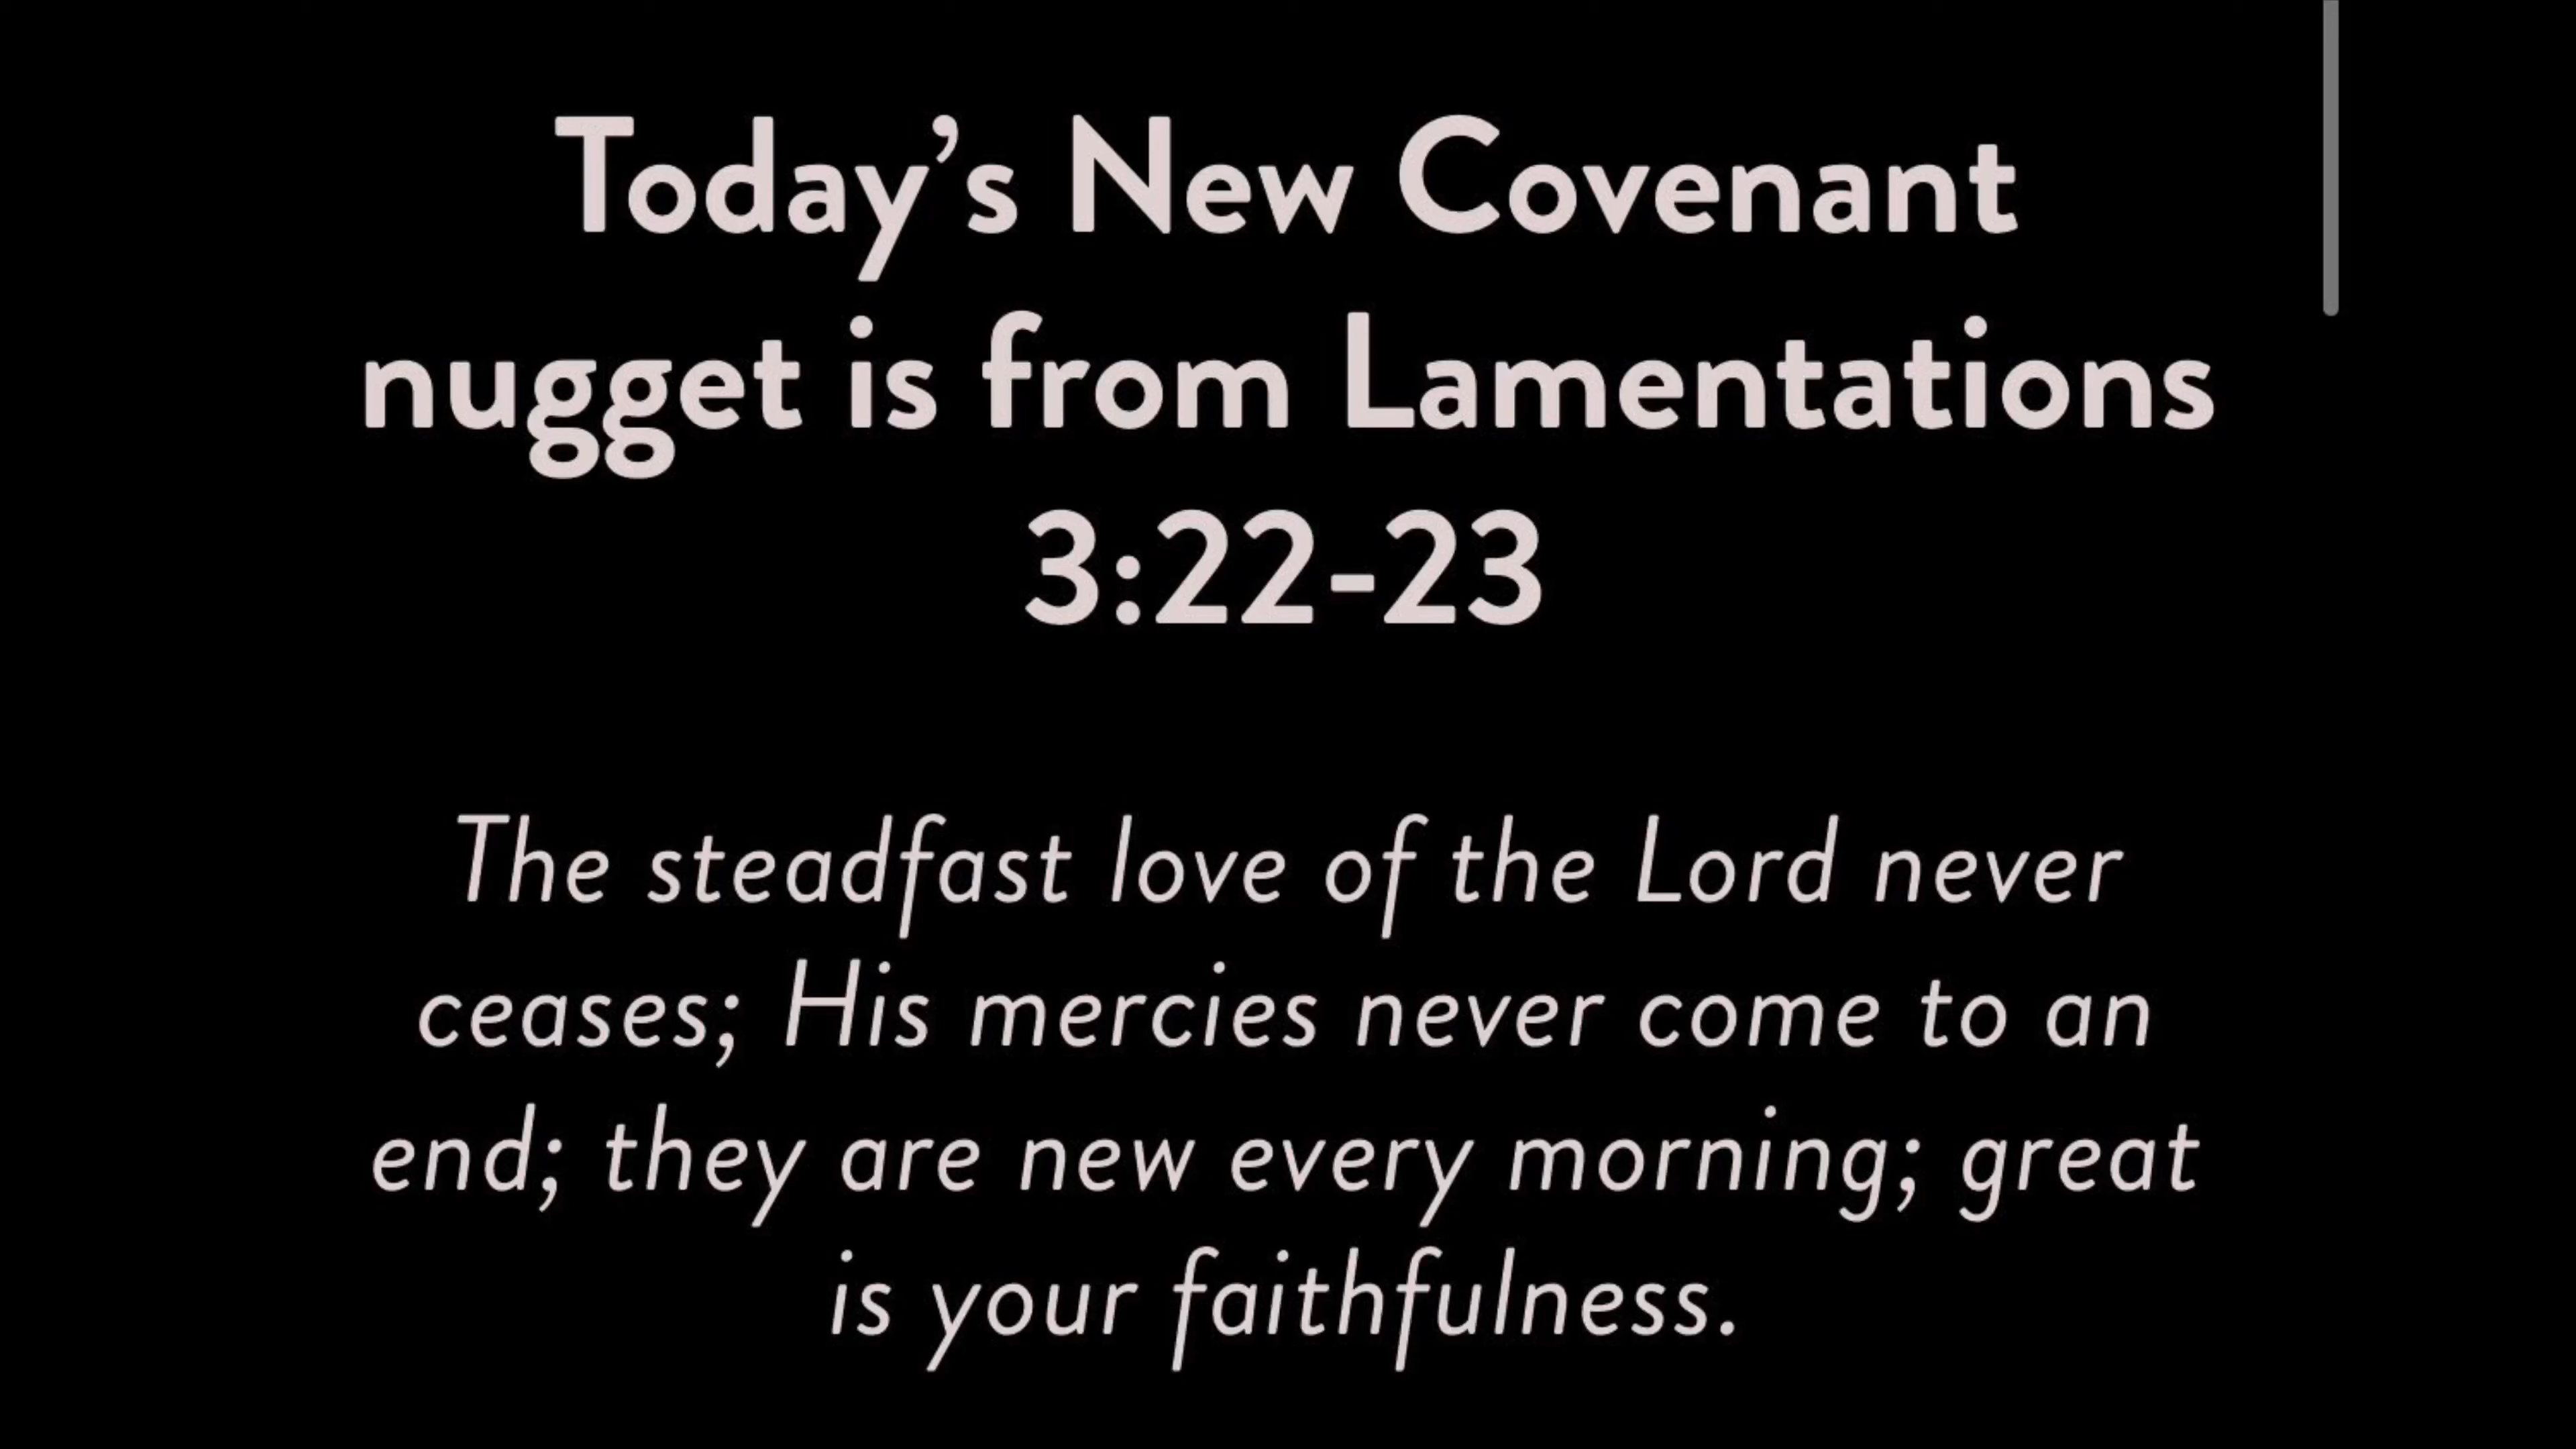 Today’s New Covenant
nugget is from Lamentations
3:22-23
The steadfast love of the Lord never
ceases; His mercies never come to an
end; they are new every morning; great
is your faithfulness.